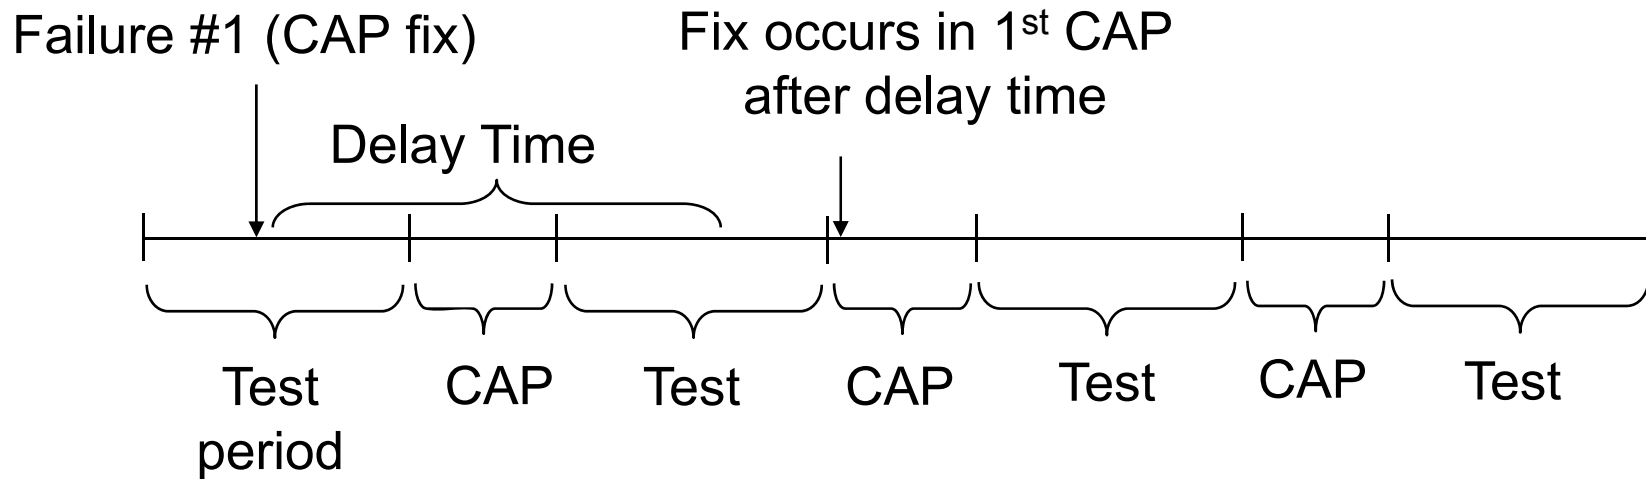 Failure #1 (CAP fix)
Fix occurs in 1st CAP
after delay time
Delay Time
Test
period
CAP
Test
CAP
Test
CAP
Test